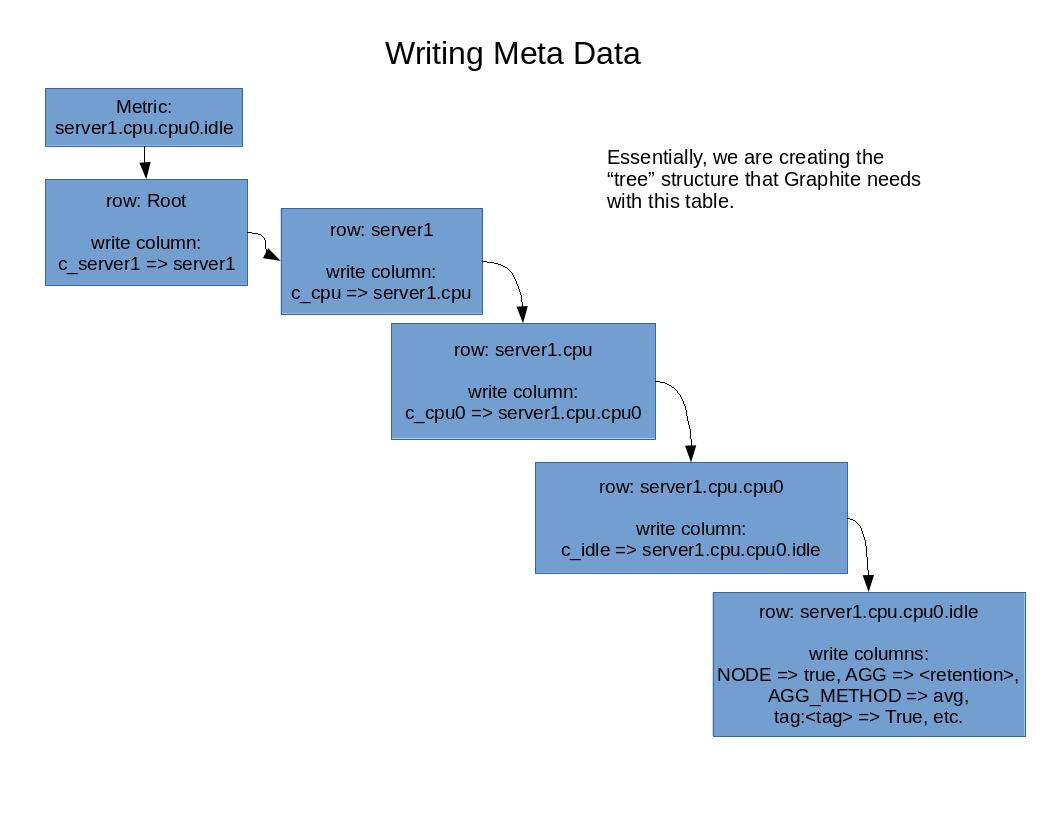 Writing Meta Data
Metric:
server1.cpu.cpu0.idle
Essentially, we are creating the
“tree” structure that Graphite needs
with this table.
row: Root
write column:
c_server1 => server1
row: server1
write column:
c_cpu => server1.cpu
row: server1.cpu
write column:
c_cpu0 => server1.cpu.cpu0
row: server1.cpu.cpu0
write column:
c_idle => server1.cpu.cpu0.idle
row: server1.cpu.cpu0.idle
write columns:
NODE => true, AGG => <retention>,
AGG_METHOD => avg,
tag:<tag> => True, etc.